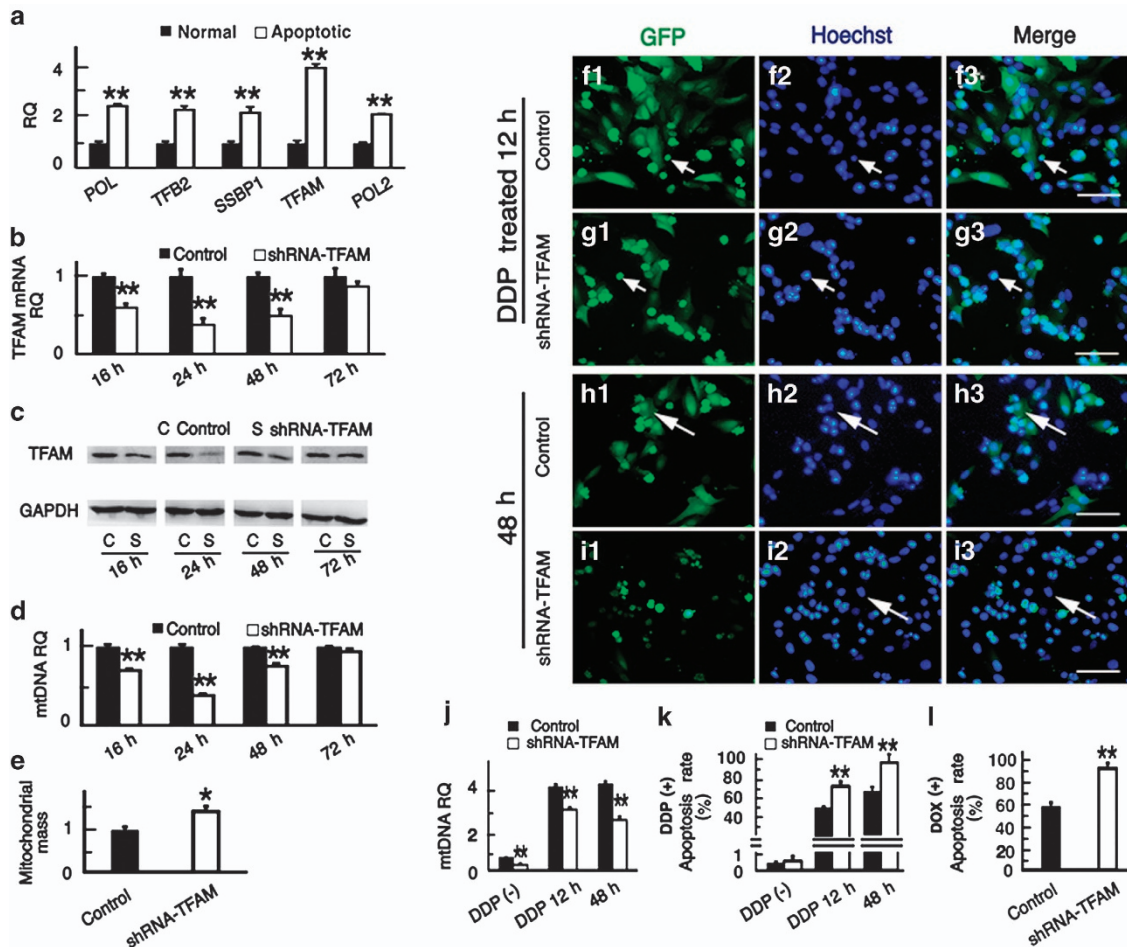 a
Normal Apoptotic
RQ
4
2
0
** ** ** ** **
POL TFB2 SSBP1 TFAM POL2
b
Control shRNA-TFAM
TFAM mRNA
RQ
1
0
** ** **
16 h 24 h 48 h 72 h
c
C Control S shRNA-TFAM
TFAM
GAPDH
C S C S C S C S
16 h 24 h 48 h 72 h
d
Control shRNA-TFAM
mtDNA RQ
1
0
** ** **
16 h 24 h 48 h 72 h
e
Mitochondrial
mass
1
0
*
Control shRNA-TFAM
GFP Hoechst Merge
DDP treated 12 h
Control
f1 f2 f3
shRNA-TFAM
g1 g2 g3
48 h
Control
h1 h2 h3
shRNA-TFAM
i1 i2 i3
j
Control
shRNA-TFAM
mtDNA RQ
4
2
0
** ** **
DDP (-) DDP 12 h 48 h
k
Control
shRNA-TFAM
DDP (+)
Apoptosis rate
(%)
100
80
60
40
1
0
** **
DDP (-) DDP 12 h 48 h
l
DOX (+)
Apoptosis rate
(%)
100
80
60
40
20
0
**
Control shRNA-TFAM